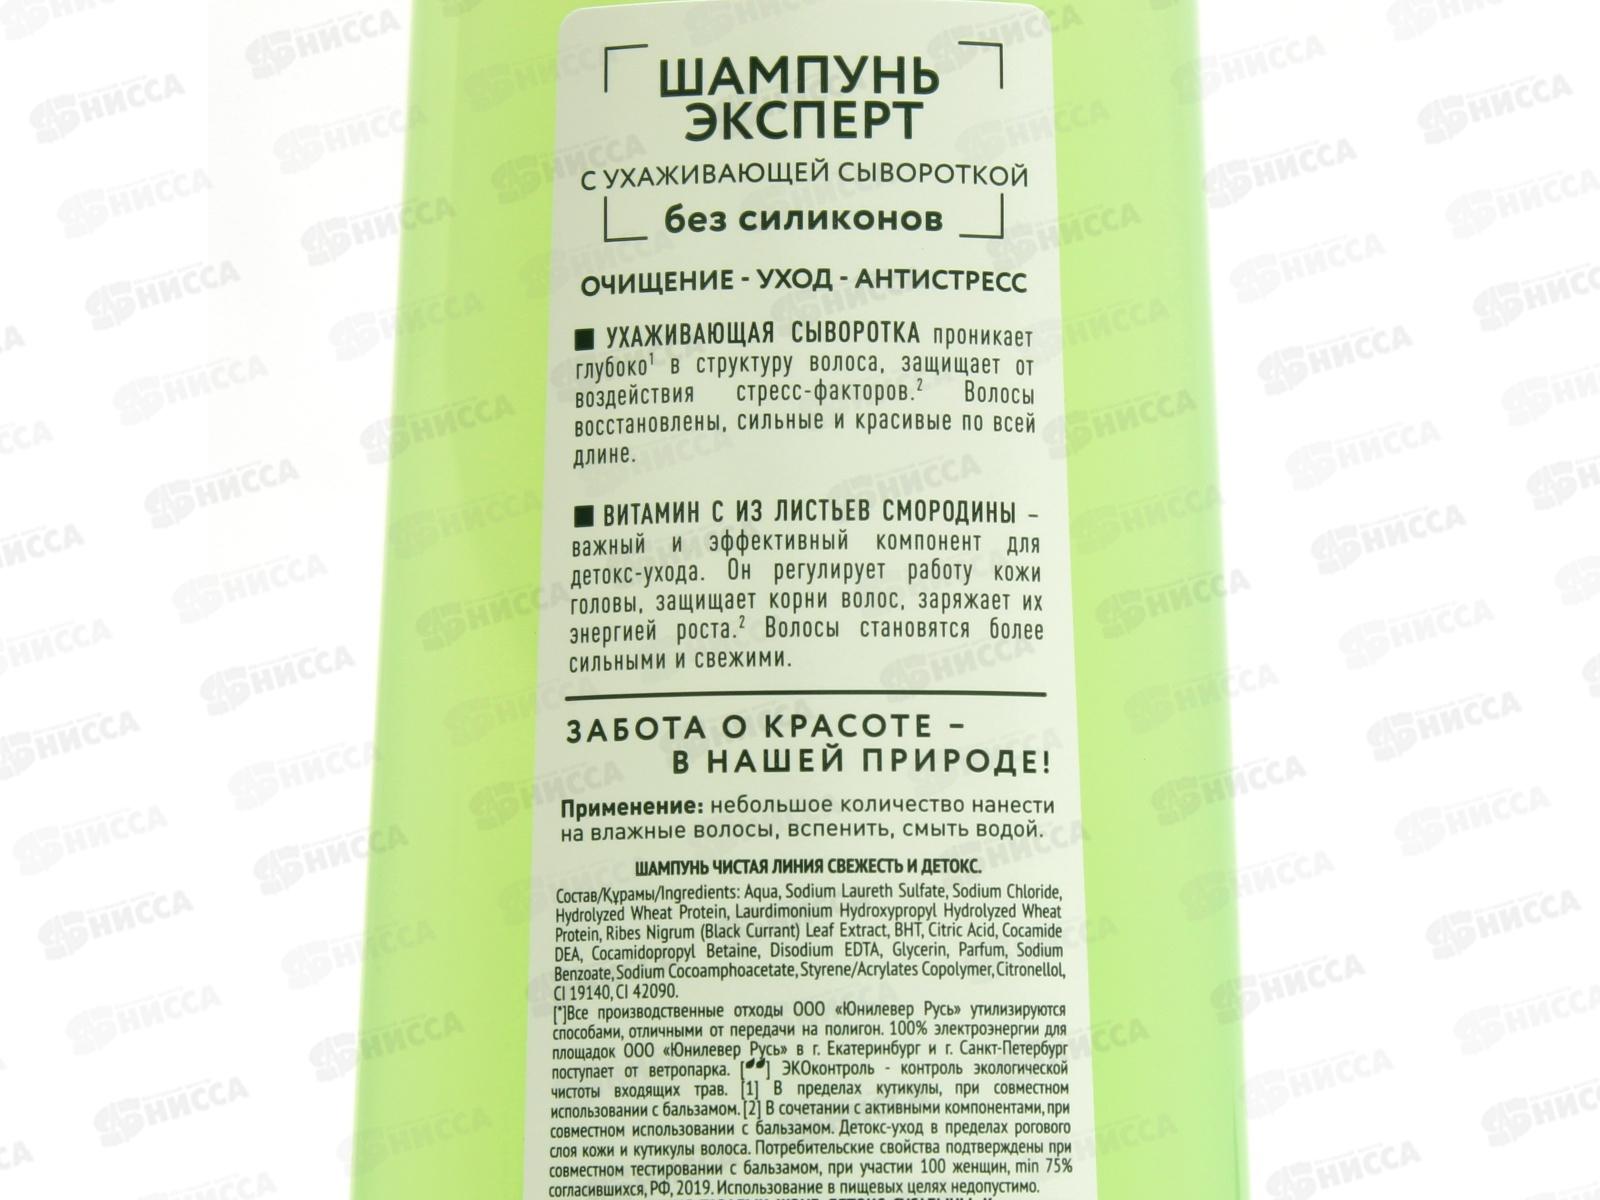 ШАМПУНЬ
ЭКСПЕРТ
С УХАЖИВАЮЩЕЙ СЫВОРОТКОЙ
без силиконов
ОЧИЩЕНИЕ - УХОД - АНТИСТРЕСС
■ УХАЖИВАЮЩАЯ СЫВОРОТКА проникает
глубоко¹ в структуру волоса, защищает от
воздействия стресс-факторов.² Волосы
восстановлены, сильные и красивые по всей
длине.
■ ВИТАМИН С ИЗ ЛИСТЬЕВ СМОРОДИНЫ –
важный и эффективный компонент для
детокс-ухода. Он регулирует работу кожи
головы, защищает корни волос, заряжает их
энергией роста.² Волосы становятся более
сильными и свежими.
ЗАБОТА О КРАСОТЕ –
В НАШЕЙ ПРИРОДЕ!
Применение: небольшое количество нанести
на влажные волосы, вспенить, смыть водой.
ШАМПУНЬ ЧИСТАЯ ЛИНИЯ СВЕЖЕСТЬ И ДЕТОКС.
Состав/Құрамы/Ingredients: Aqua, Sodium Laureth Sulfate, Sodium Chloride,
Hydrolyzed Wheat Protein, Laurdimonium Hydroxypropyl Hydrolyzed Wheat
Protein, Ribes Nigrum (Black Currant) Leaf Extract, BHT, Citric Acid, Cocamide
DEA, Cocamidopropyl Betaine, Disodium EDTA, Glycerin, Parfum, Sodium
Benzoate, Sodium Cocoamphoacetate, Styrene/Acrylates Copolymer, Citronellol,
CI 19140, CI 42090.
[*]Все производственные отходы ООО «Юнилевер Русь» утилизируются
способами, отличными от передачи на полигон. 100% электроэнергии для
площадок ООО «Юнилевер Русь» в г. Екатеринбург и г. Санкт-Петербург
поступает от ветропарка. [ ] ЭКОконтроль - контроль экологической
чистоты входящих трав. [1] В пределах кутикулы, при совместном
использовании с бальзамом. [2] В сочетании с активными компонентами, при
совместном использовании с бальзамом. Детокс-уход в пределах рогового
слоя кожи и кутикулы волоса. Потребительские свойства подтверждены при
совместном тестировании с бальзамом, при участии 100 женщин, min 75%
согласившихся, РФ, 2019. Использование в пищевых целях недопустимо.
НИССА